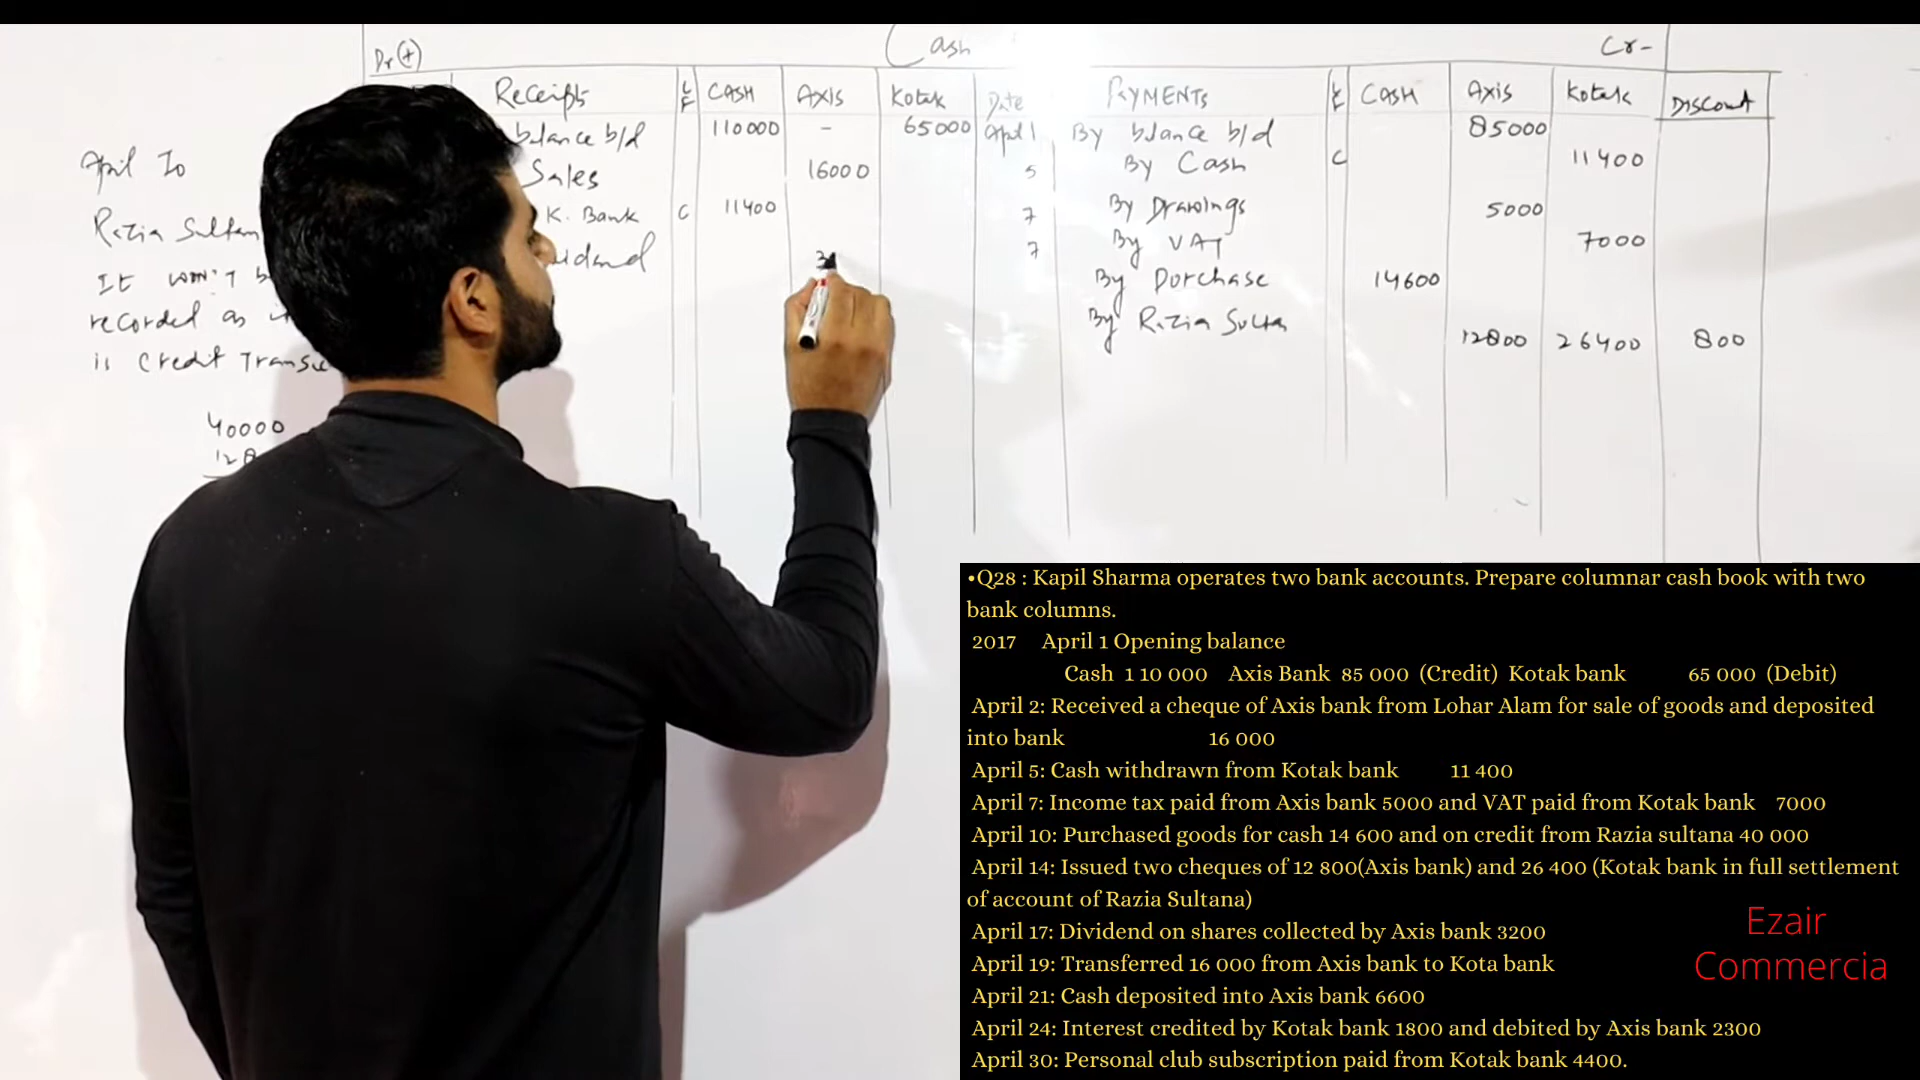 Dr (+) Cash Cr-
Receipts LF CASH AXIS Kotak Date PAYMENTS LF CASH AXIS Kotak DISCOUNT
balance b/d 110000 - 65000 April 1 By balance b/d 85000
Sales 16000 5 By Cash C 11400
K. Bank C 11400 7 By Drawings 5000
idend 7 By VAT 7000
By Porchase 14600
By Razia Sulta 12800 26400 800
April 10
Razia Sultan
It won't b
recorded as it
is Credit Trans
40000
128
•Q28 : Kapil Sharma operates two bank accounts. Prepare columnar cash book with two
bank columns.
2017 April 1 Opening balance
Cash 1 10 000 Axis Bank 85 000 (Credit) Kotak bank 65 000 (Debit)
April 2: Received a cheque of Axis bank from Lohar Alam for sale of goods and deposited
into bank 16 000
April 5: Cash withdrawn from Kotak bank 11 400
April 7: Income tax paid from Axis bank 5000 and VAT paid from Kotak bank 7000
April 10: Purchased goods for cash 14 600 and on credit from Razia sultana 40 000
April 14: Issued two cheques of 12 800(Axis bank) and 26 400 (Kotak bank in full settlement
of account of Razia Sultana)
April 17: Dividend on shares collected by Axis bank 3200
April 19: Transferred 16 000 from Axis bank to Kota bank
April 21: Cash deposited into Axis bank 6600
April 24: Interest credited by Kotak bank 1800 and debited by Axis bank 2300
April 30: Personal club subscription paid from Kotak bank 4400.
Ezair
Commercia